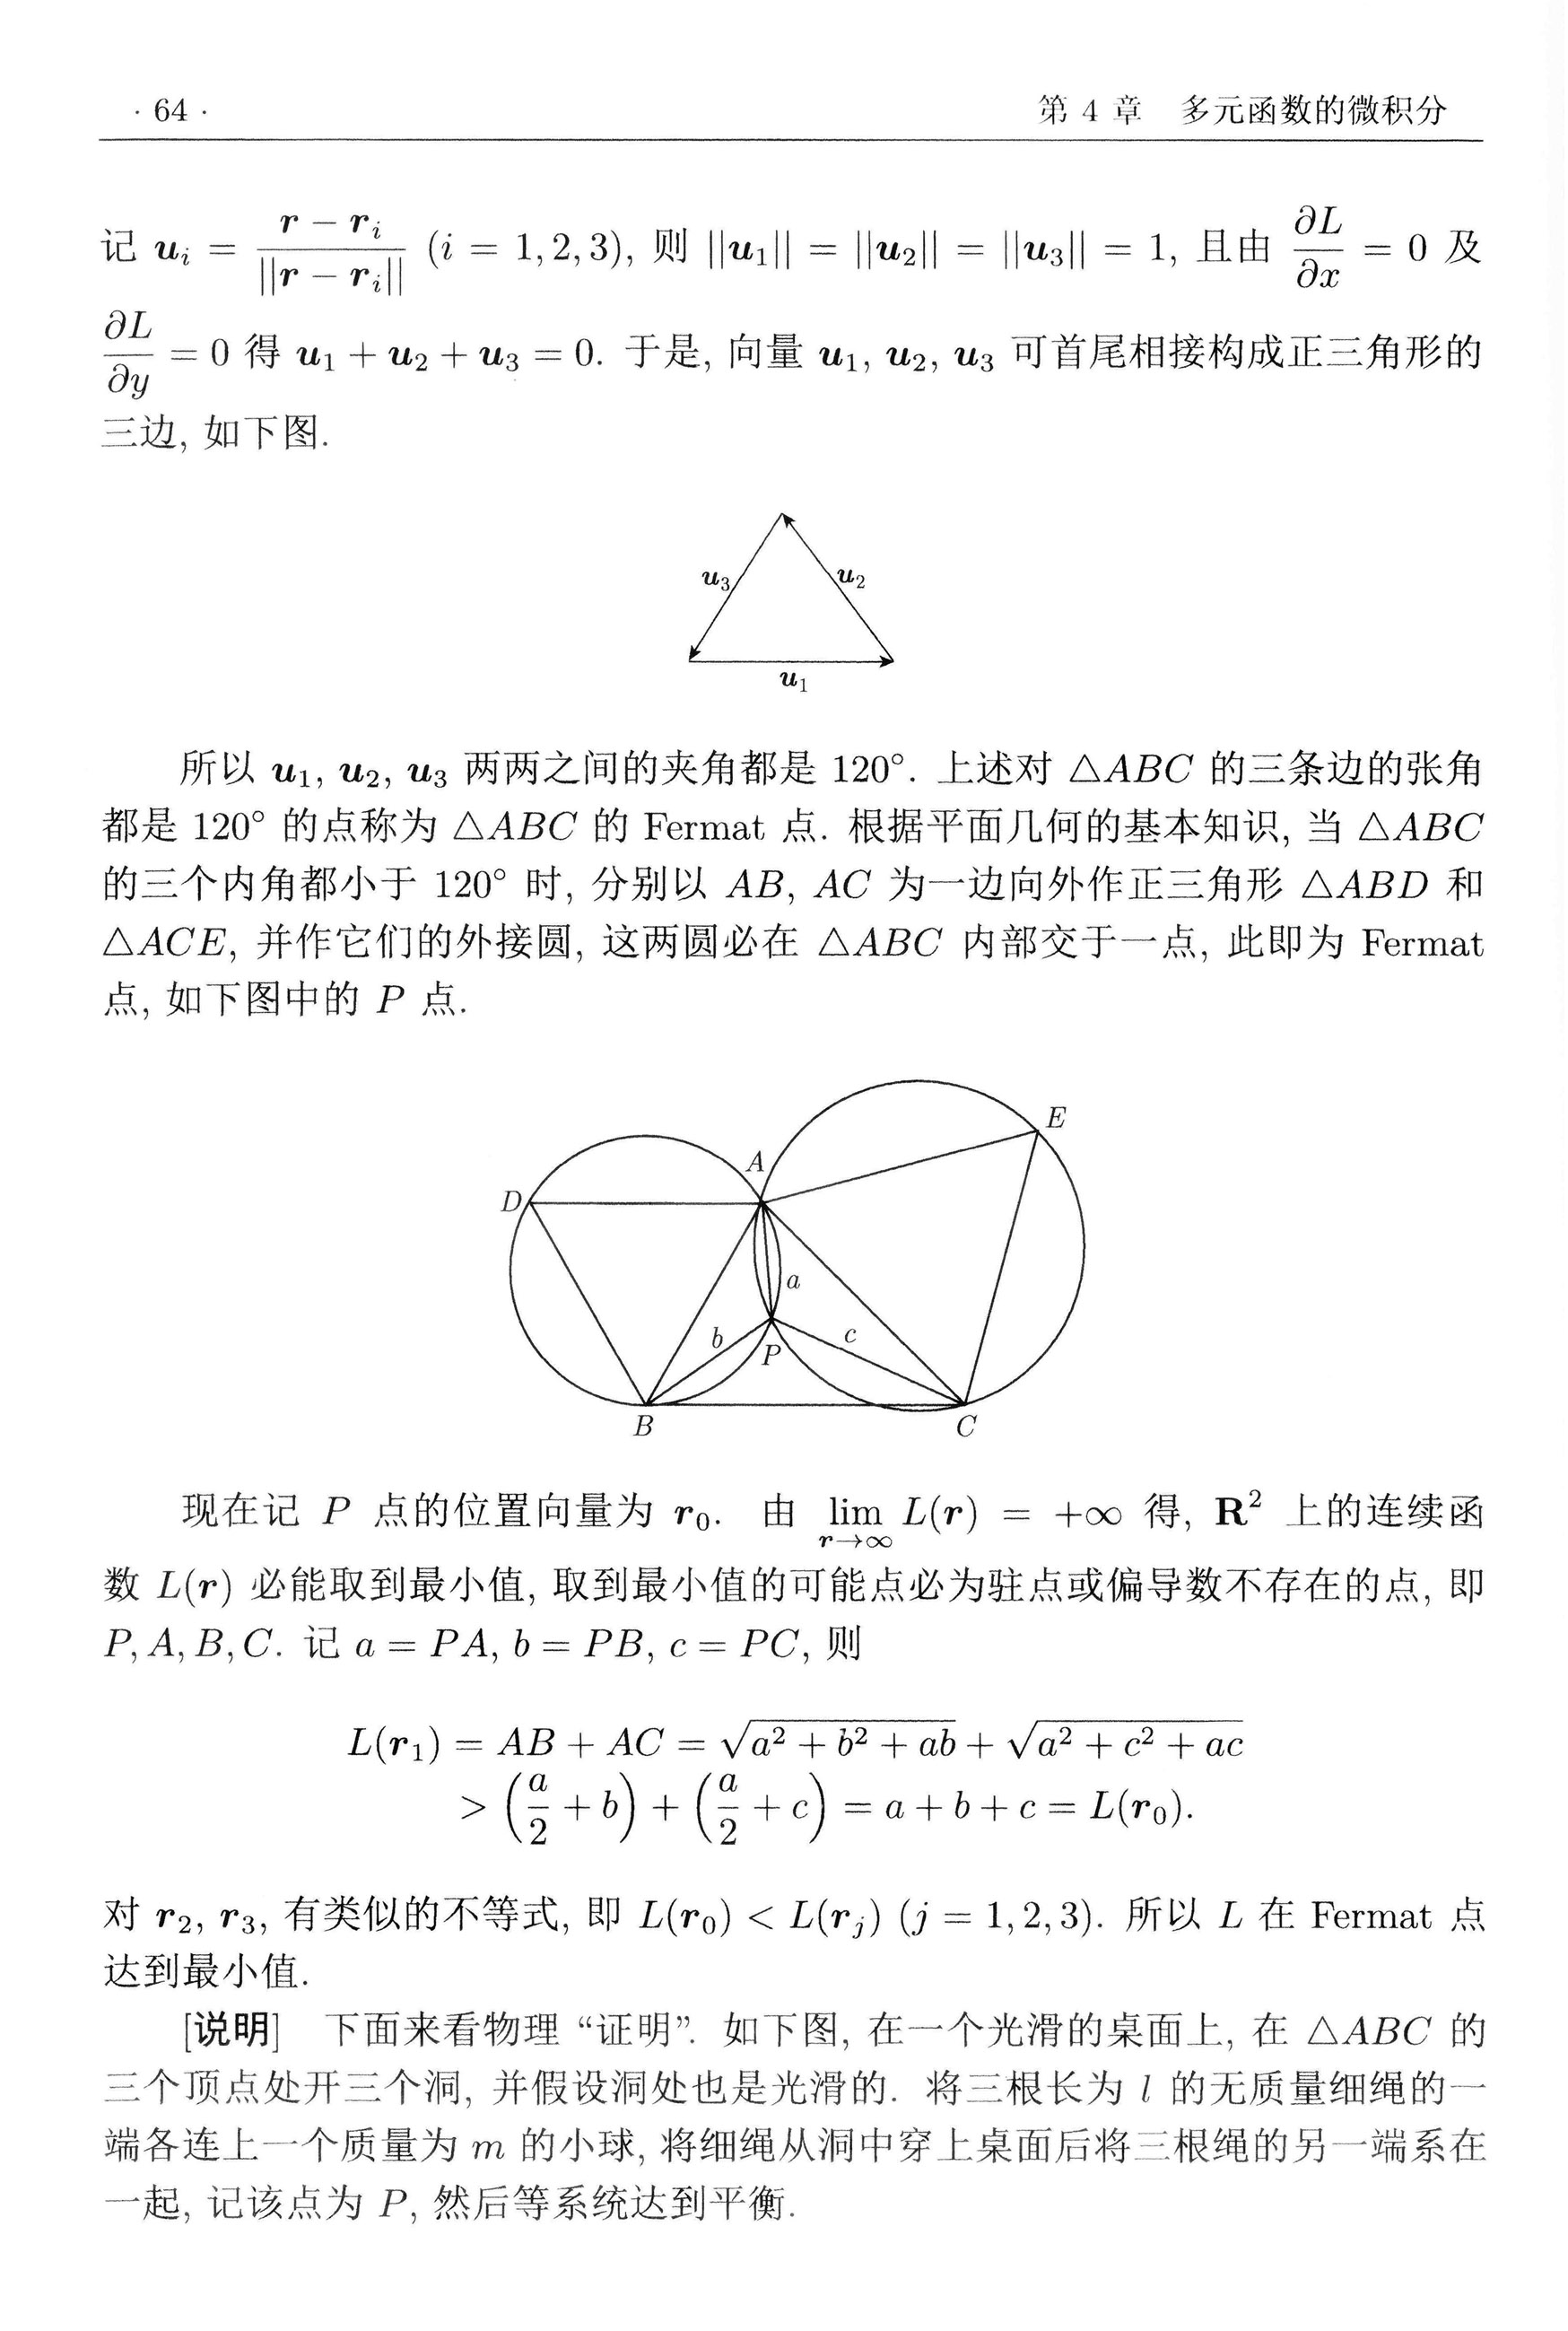 · 64 ·	第 4 章　多元函数的微积分
记 $\boldsymbol{u}_i = \dfrac{\boldsymbol{r} - \boldsymbol{r}_i}{||\boldsymbol{r} - \boldsymbol{r}_i||}$ $(i = 1, 2, 3)$, 则 $||\boldsymbol{u}_1|| = ||\boldsymbol{u}_2|| = ||\boldsymbol{u}_3|| = 1$, 且由 $\dfrac{\partial L}{\partial x} = 0$ 及
$\dfrac{\partial L}{\partial y} = 0$ 得 $\boldsymbol{u}_1 + \boldsymbol{u}_2 + \boldsymbol{u}_3 = 0$. 于是, 向量 $\boldsymbol{u}_1$, $\boldsymbol{u}_2$, $\boldsymbol{u}_3$ 可首尾相接构成正三角形的
三边, 如下图.
$\boldsymbol{u}_3$ $\boldsymbol{u}_2$
$\boldsymbol{u}_1$
所以 $\boldsymbol{u}_1$, $\boldsymbol{u}_2$, $\boldsymbol{u}_3$ 两两之间的夹角都是 120°. 上述对 △ABC 的三条边的张角
都是 120° 的点称为 △ABC 的 Fermat 点. 根据平面几何的基本知识, 当 △ABC
的三个内角都小于 120° 时, 分别以 AB, AC 为一边向外作正三角形 △ABD 和
△ACE, 并作它们的外接圆, 这两圆必在 △ABC 内部交于一点, 此即为 Fermat
点, 如下图中的 P 点.
E
A
D
a
b
c
P
B
C
现在记 P 点的位置向量为 $\boldsymbol{r}_0$. 由 $\lim\limits_{\boldsymbol{r}\to\infty} L(\boldsymbol{r}) = +\infty$ 得, $\mathbf{R}^2$ 上的连续函
数 $L(\boldsymbol{r})$ 必能取到最小值, 取到最小值的可能点必为驻点或偏导数不存在的点, 即
P, A, B, C. 记 a = PA, b = PB, c = PC, 则
$L(\boldsymbol{r}_1) = AB + AC = \sqrt{a^2 + b^2 + ab} + \sqrt{a^2 + c^2 + ac}$
$> \left(\dfrac{a}{2} + b\right) + \left(\dfrac{a}{2} + c\right) = a + b + c = L(\boldsymbol{r}_0).$
对 $\boldsymbol{r}_2$, $\boldsymbol{r}_3$, 有类似的不等式, 即 $L(\boldsymbol{r}_0) < L(\boldsymbol{r}_j)$ $(j = 1, 2, 3)$. 所以 L 在 Fermat 点
达到最小值.
[说明]　下面来看物理 “证明”. 如下图, 在一个光滑的桌面上, 在 △ABC 的
三个顶点处开三个洞, 并假设洞处也是光滑的. 将三根长为 l 的无质量细绳的一
端各连上一个质量为 m 的小球, 将细绳从洞中穿上桌面后将三根绳的另一端系在
一起, 记该点为 P, 然后等系统达到平衡.